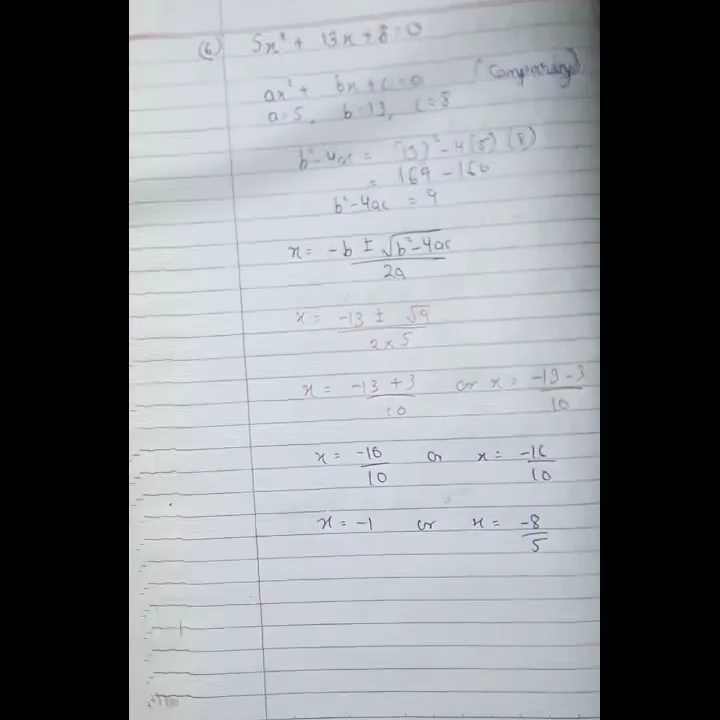 (6) 5x² + 13x + 8 = 0
ax² + bx + c = 0 (Comparing)
a = 5, b = 13, c = 8
b² - 4ac = (13)² - 4(5)(8)
= 169 - 160
b² - 4ac = 9
x = -b ± √b² - 4ac / 2a
x = -13 ± √9 / 2 × 5
x = -13 + 3 / 10 or x = -13 - 3 / 10
x = -10 / 10 or x = -16 / 10
x = -1 or x = -8 / 5